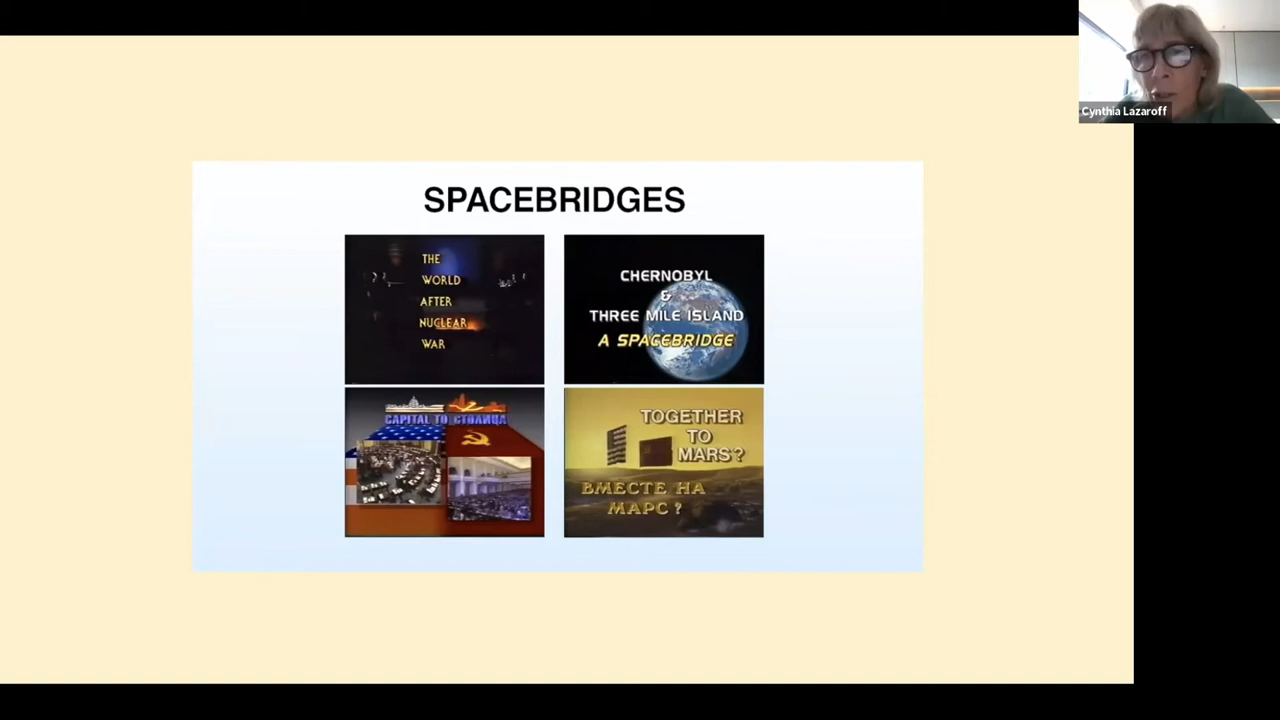 Cynthia Lazaroff
SPACEBRIDGES
THE
WORLD
AFTER
NUCLEAR
WAR
CHERNOBYL
&
THREE MILE ISLAND
A SPACEBRIDGE
CAPITAL TO СТОЛИЦА
TOGETHER
TO
MARS?
ВМЕСТЕ НА
МАРС?